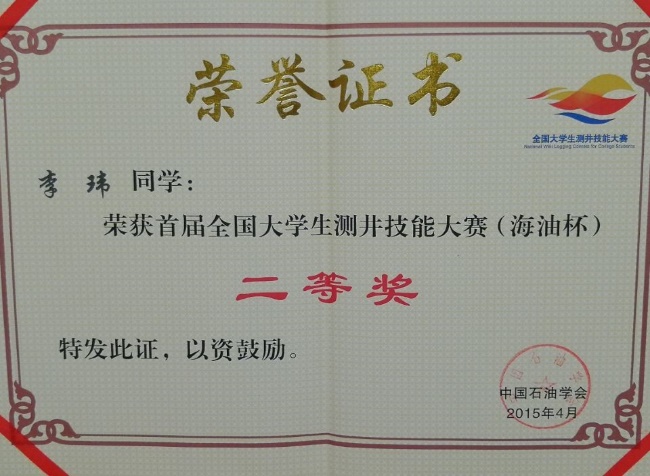 荣誉证书
全国大学生测井技能大赛
李玮 同学：
荣获首届全国大学生测井技能大赛（海油杯）
二等奖
特发此证，以资鼓励。
中国石油学会
2015年4月